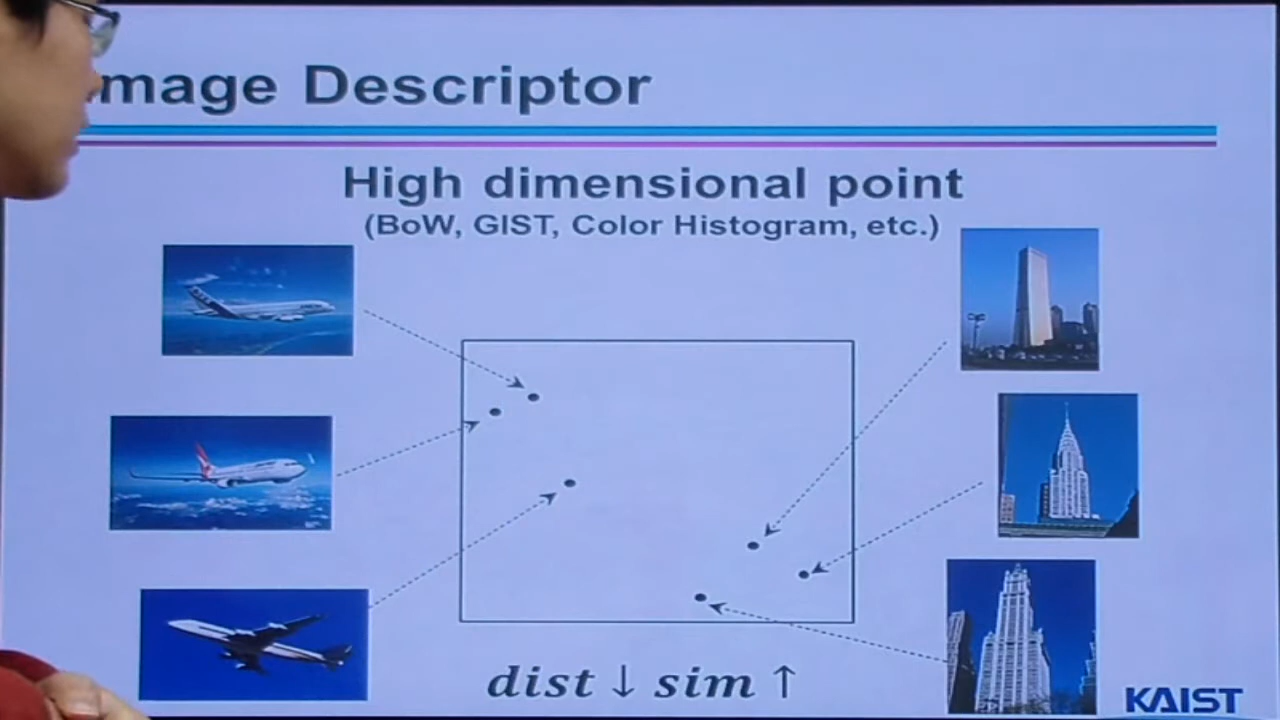 mage Descriptor
High dimensional point
(BoW, GIST, Color Histogram, etc.)
dist ↓ sim ↑
KAIST